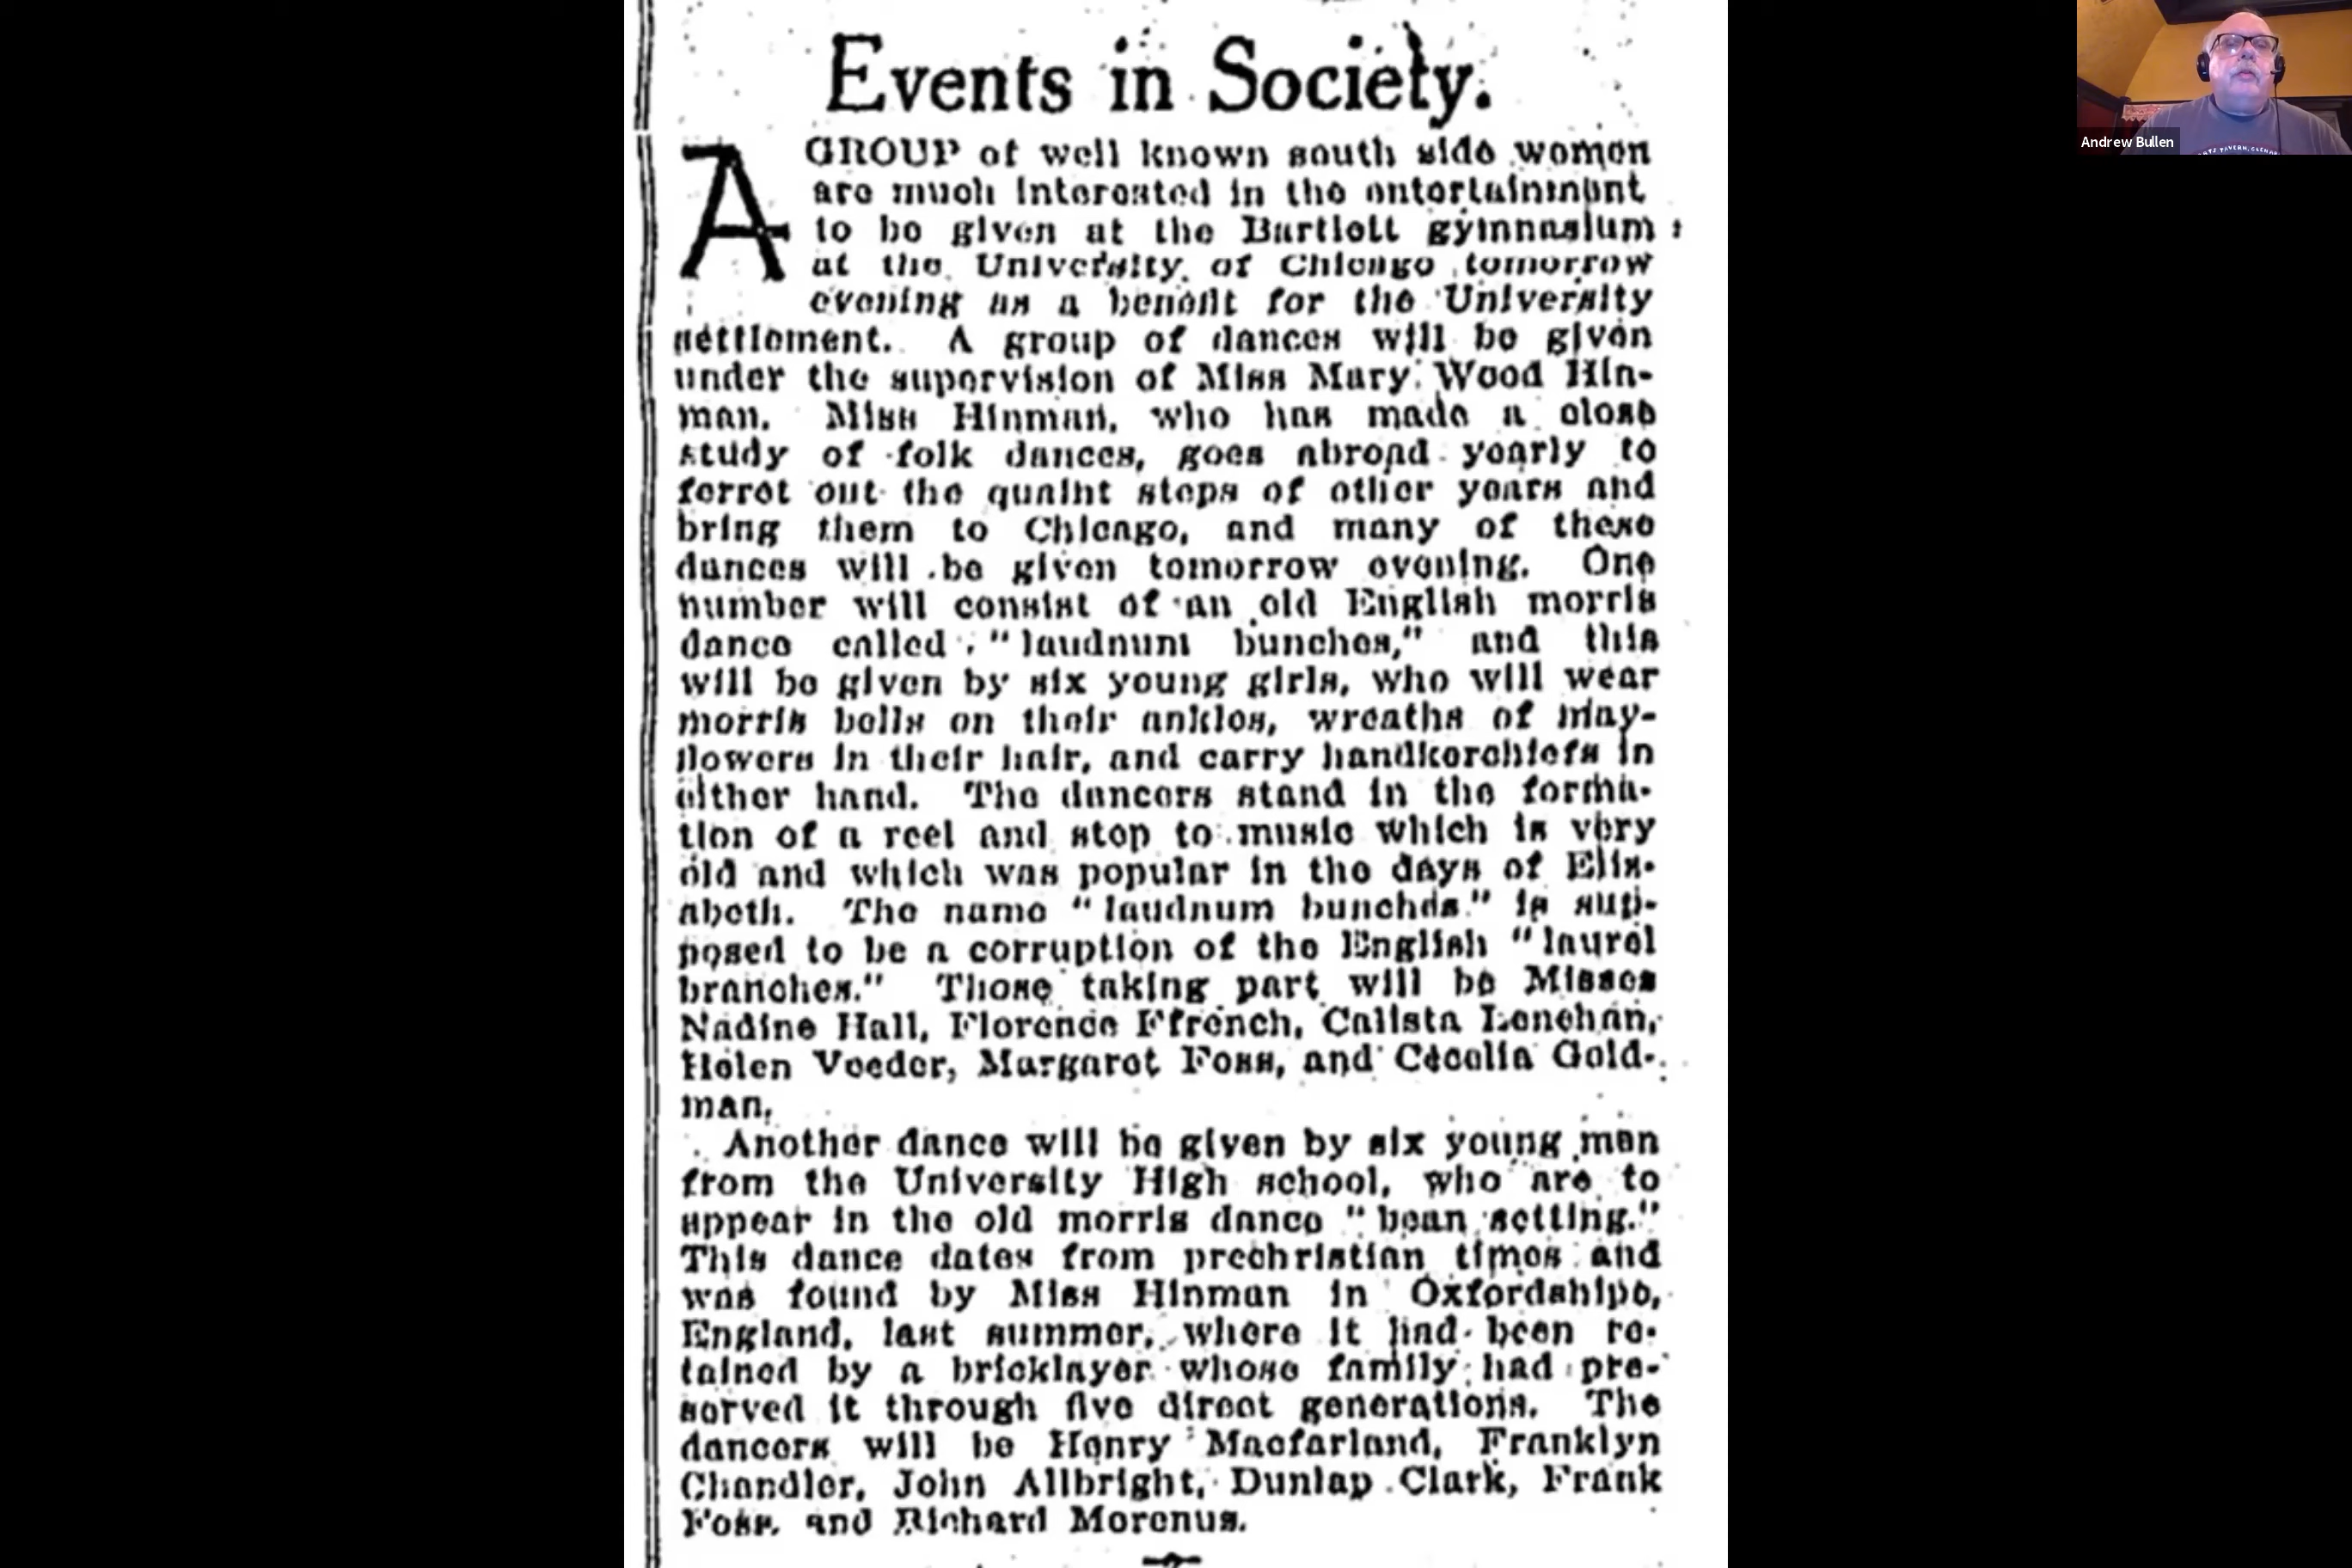 Events in Society.
A GROUP of well known south side women
are much interested in the entertainment
to be given at the Bartlett gymnasium
at the University of Chicago tomorrow
evening as a benefit for the University
settlement. A group of dances will be given
under the supervision of Miss Mary Wood Hin-
man. Miss Hinman, who has made a close
study of folk dances, goes abroad yearly to
ferret out the quaint steps of other years and
bring them to Chicago, and many of these
dances will be given tomorrow evening. One
number will consist of an old English morris
dance called "laudnum bunches," and this
will be given by six young girls, who will wear
morris bells on their ankles, wreaths of may-
flowers in their hair, and carry handkerchiefs in
either hand. The dancers stand in the forma-
tion of a reel and step to music which is very
old and which was popular in the days of Eliz-
abeth. The name "laudnum bunches" is sup-
posed to be a corruption of the English "laurel
branches." Those taking part will be Misses
Nadine Hall, Florence Ffrench, Calista Lenehan,
Helen Veeder, Margaret Foss, and Cecelia Gold-
man.
Another dance will be given by six young men
from the University High school, who are to
appear in the old morris dance "bean setting."
This dance dates from prechristian times and
was found by Miss Hinman in Oxfordshire,
England, last summer, where it had been re-
tained by a bricklayer whose family had pre-
served it through five direct generations. The
dancers will be Henry Macfarland, Franklyn
Chandler, John Allbright, Dunlap Clark, Frank
Foss, and Richard Morenus.
Andrew Bullen